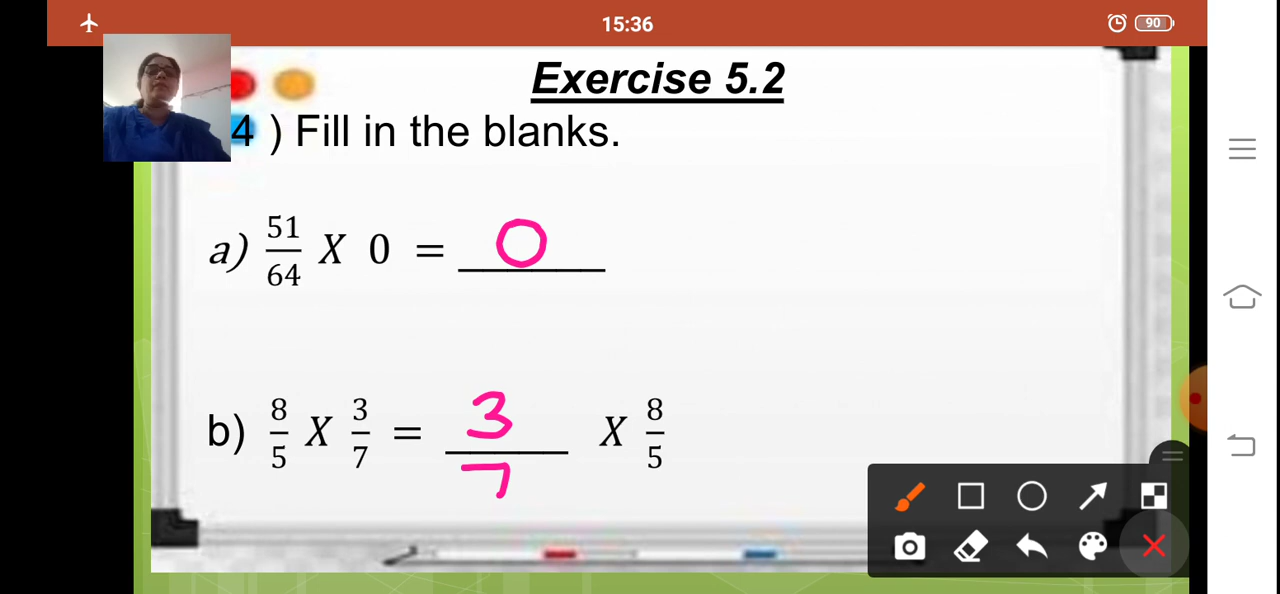 15:36
90
Exercise 5.2
4 ) Fill in the blanks.
a) 51/64 X 0 = 0
b) 8/5 X 3/7 = 3/7 X 8/5